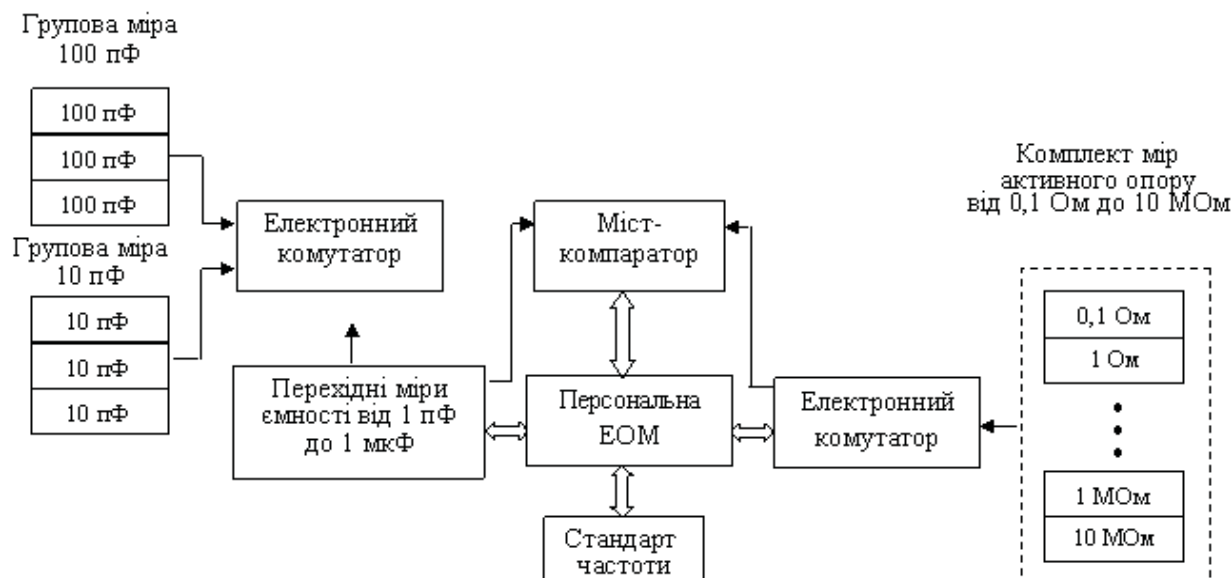 Групова міра
100 пФ
100 пФ
100 пФ
100 пФ
Групова міра
10 пФ
10 пФ
10 пФ
10 пФ
Електронний
комутатор
Міст-
компаратор
Перехідні міри
ємності від 1 пФ
до 1 мкФ
Персональна
ЕОМ
Стандарт
частоти
Електронний
комутатор
Комплект мір
активного опору
від 0,1 Ом до 10 МОм
0,1 Ом
1 Ом
1 МОм
10 МОм